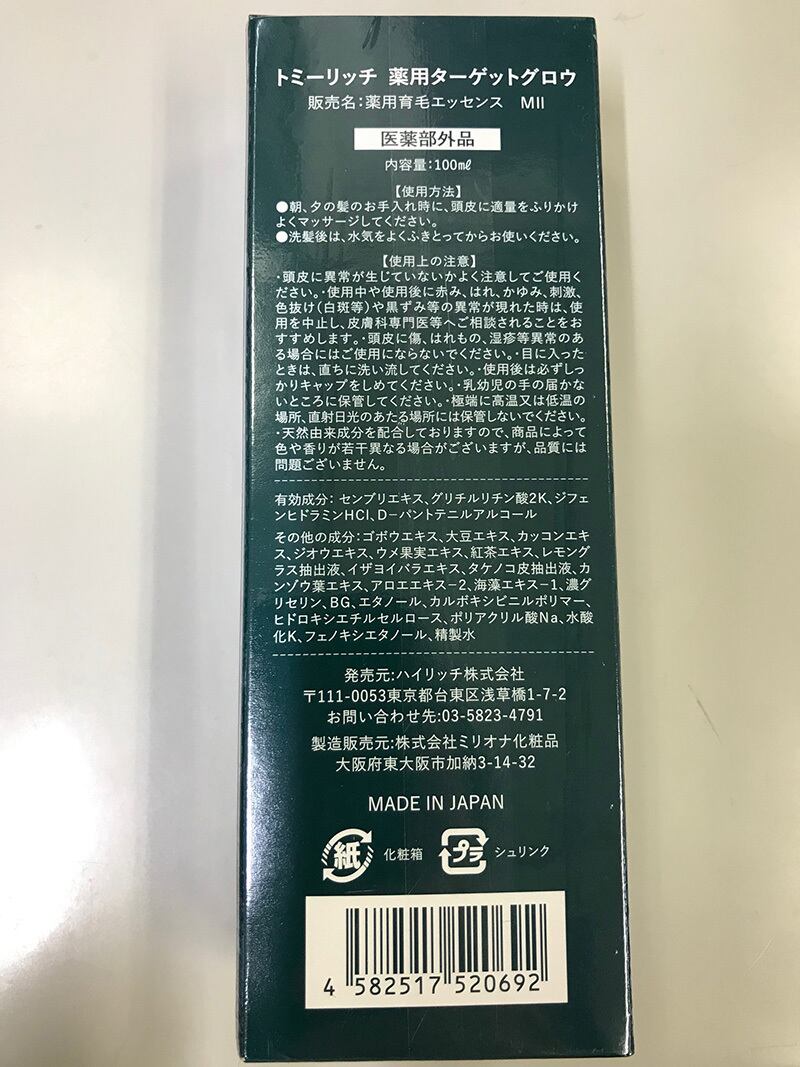 トミーリッチ 薬用ターゲットグロウ
販売名:薬用育毛エッセンス MII
医薬部外品
内容量:100㎖
【使用方法】
●朝、夕の髪のお手入れ時に、頭皮に適量をふりかけ
よくマッサージしてください。
●洗髪後は、水気をよくふきとってからお使いください。
【使用上の注意】
・頭皮に異常が生じていないかよく注意してご使用く
ださい。・使用中や使用後に赤み、はれ、かゆみ、刺激、
色抜け(白斑等)や黒ずみ等の異常が現れた時は、使
用を中止し、皮膚科専門医等へご相談されることをお
すすめします。・頭皮に傷、はれもの、湿疹等異常のあ
る場合にはご使用にならないでください。・目に入った
ときは、直ちに洗い流してください。・使用後は必ずしっ
かりキャップをしめてください。・乳幼児の手の届かな
いところに保管してください。・極端に高温又は低温の
場所、直射日光のあたる場所には保管しないでください。
・天然由来成分を配合しておりますので、商品によって
色や香りが若干異なる場合がございますが、品質には
問題ございません。
有効成分: センブリエキス、グリチルリチン酸2K、ジフェ
ンヒドラミンHCl、D−パントテニルアルコール
その他の成分:ゴボウエキス、大豆エキス、カッコンエキ
ス、ジオウエキス、ウメ果実エキス、紅茶エキス、レモング
ラス抽出液、イザヨイバラエキス、タケノコ皮抽出液、カ
ンゾウ葉エキス、アロエエキス−2、海藻エキス−1、濃グ
リセリン、BG、エタノール、カルボキシビニルポリマー、
ヒドロキシエチルセルロース、ポリアクリル酸Na、水酸
化K、フェノキシエタノール、精製水
発売元:ハイリッチ株式会社
〒111-0053東京都台東区浅草橋1-7-2
お問い合わせ先:03-5823-4791
製造販売元:株式会社ミリオナ化粧品
大阪府東大阪市加納3-14-32
MADE IN JAPAN
紙 化粧箱 プラ シュリンク
4 582517 520692